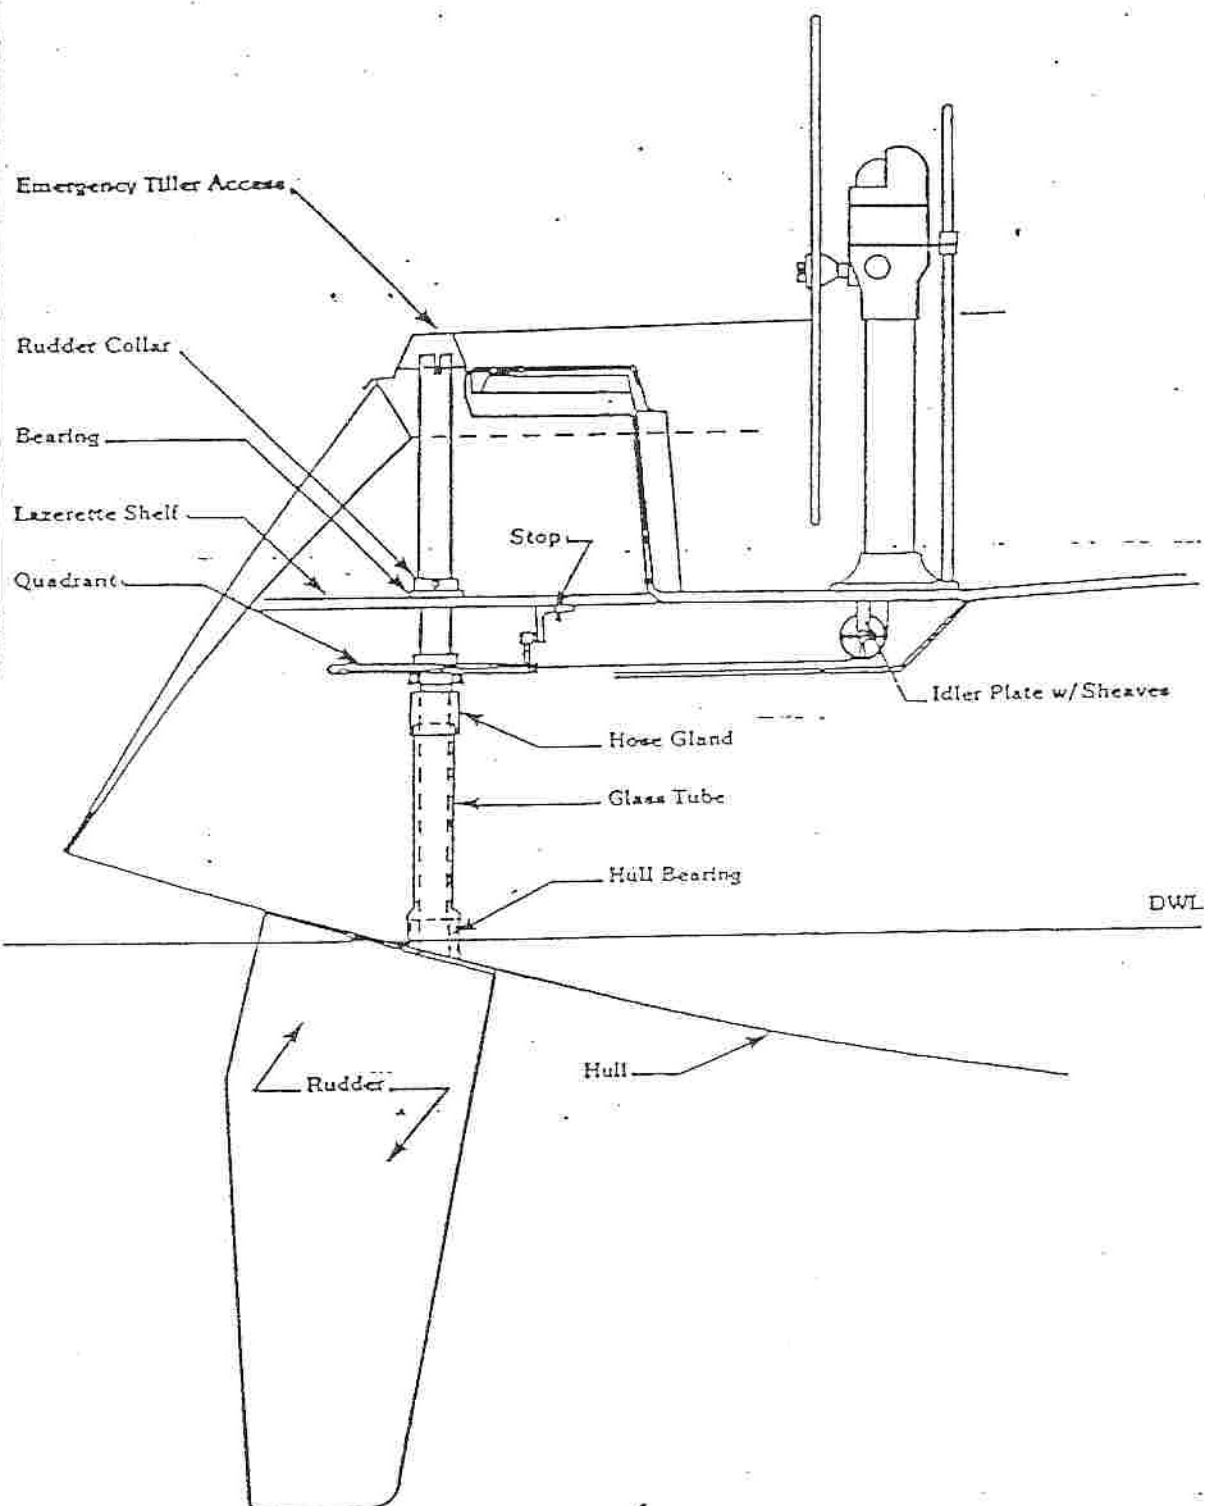 Emergency Tiller Access
Rudder Collar
Bearing
Lazerette Shelf
Stop
Quadrant
Idler Plate w/Sheaves
Hose Gland
Glass Tube
Hull Bearing
DWL
Hull
Rudder